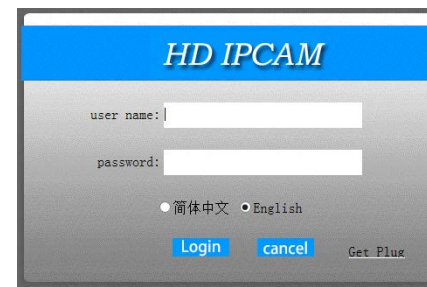 HD IPCAM
user name:
password:
简体中文 English
Login cancel Get Plug